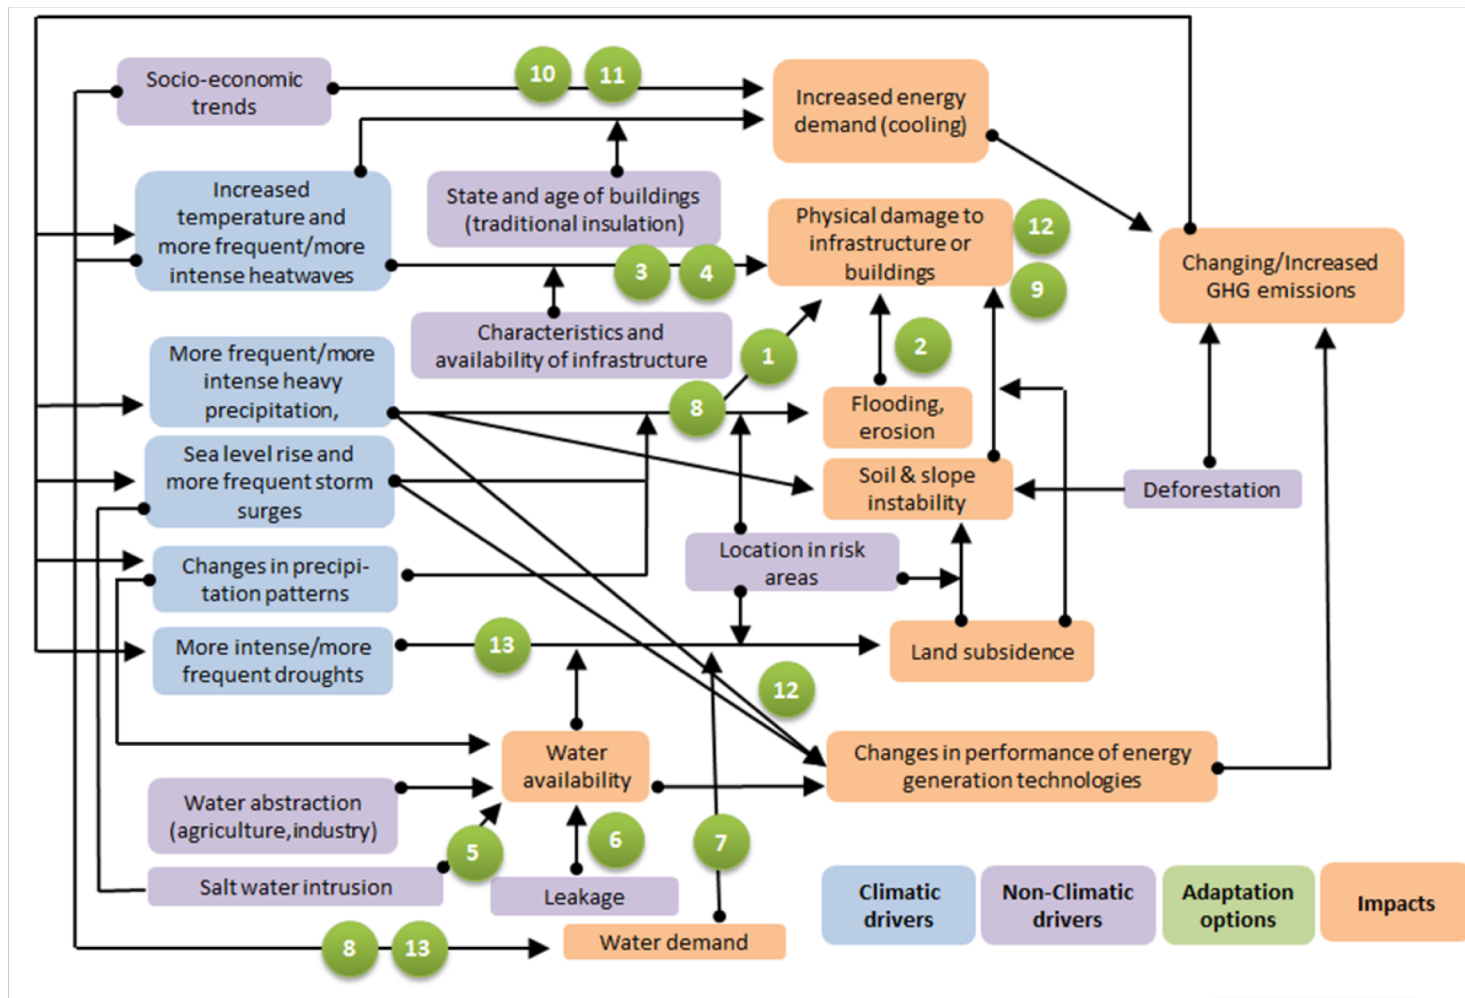 Socio-economic
trends
10
11
Increased energy
demand (cooling)
Increased
temperature and
more frequent/more
intense heatwaves
State and age of buildings
(traditional insulation)
Physical damage to
infrastructure or
buildings
12
9
3
4
Changing/Increased
GHG emissions
Characteristics and
availability of infrastructure
1
2
More frequent/more
intense heavy
precipitation,
8
Flooding,
erosion
Sea level rise and
more frequent storm
surges
Soil & slope
instability
Deforestation
Location in risk
areas
Changes in precipi-
tation patterns
More intense/more
frequent droughts
13
Land subsidence
12
Water
availability
Changes in performance of energy
generation technologies
Water abstraction
(agriculture,industry)
5
6
7
Salt water intrusion
Leakage
8
13
Water demand
Climatic
drivers
Non-Climatic
drivers
Adaptation
options
Impacts